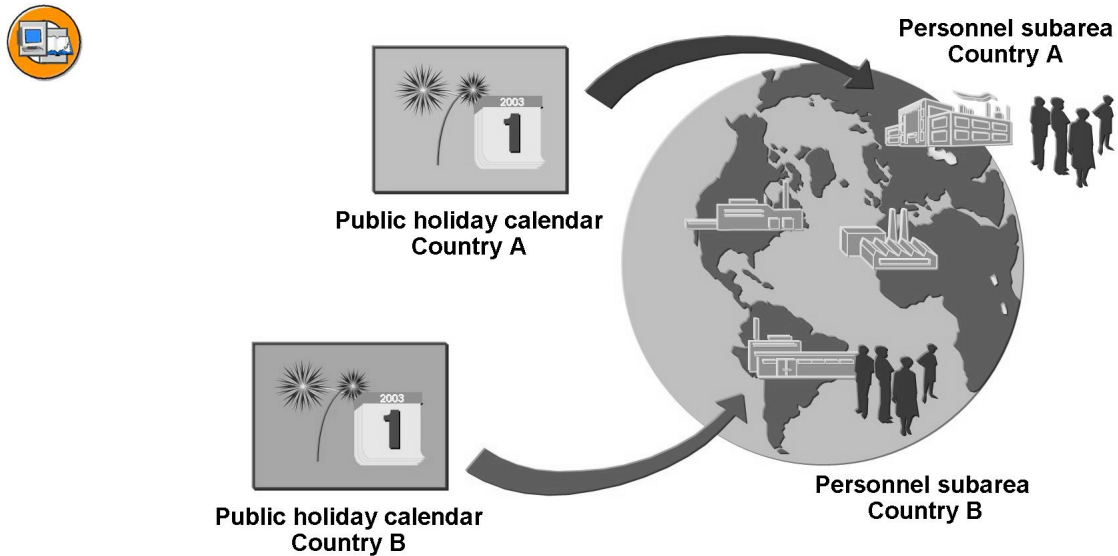 Personnel subarea
Country A
2003
1
Public holiday calendar
Country A
2003
1
Personnel subarea
Country B
Public holiday calendar
Country B